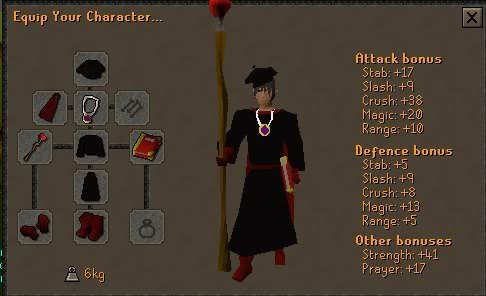 Equip Your Character...
Attack bonus
Stab: +17
Slash: +9
Crush: +38
Magic: +20
Range: +10
Defence bonus
Stab: +5
Slash: +9
Crush: +8
Magic: +13
Range: +5
Other bonuses
Strength: +41
Prayer: +17
6kg